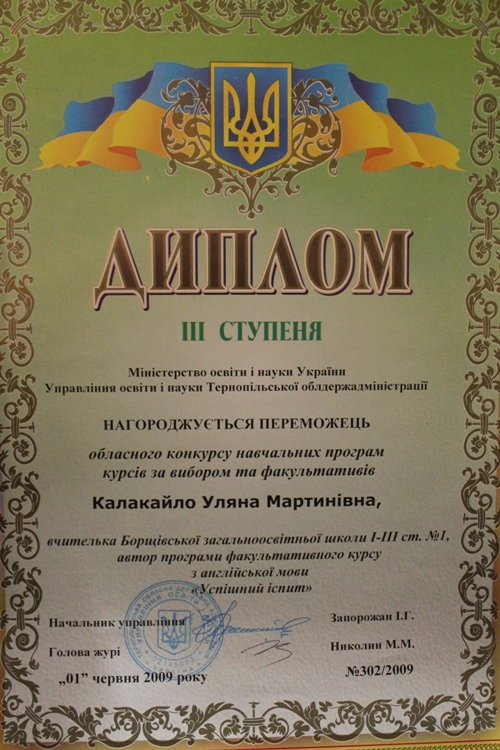 ДИПЛОМ
III СТУПЕНЯ
Міністерство освіти і науки України
Управління освіти і науки Тернопільської облдержадміністрації
НАГОРОДЖУЄТЬСЯ ПЕРЕМОЖЕЦЬ
обласного конкурсу навчальних програм
курсів за вибором та факультативів
Калакайло Уляна Мартинівна,
вчителька Борщівської загальноосвітньої школи І-ІІІ ст. №1,
автор програми факультативного курсу
з англійської мови
«Успішний іспит»
Начальник управління Запорожан І.Г.
Голова журі Николин М.М.
„01” червня 2009 року №302/2009